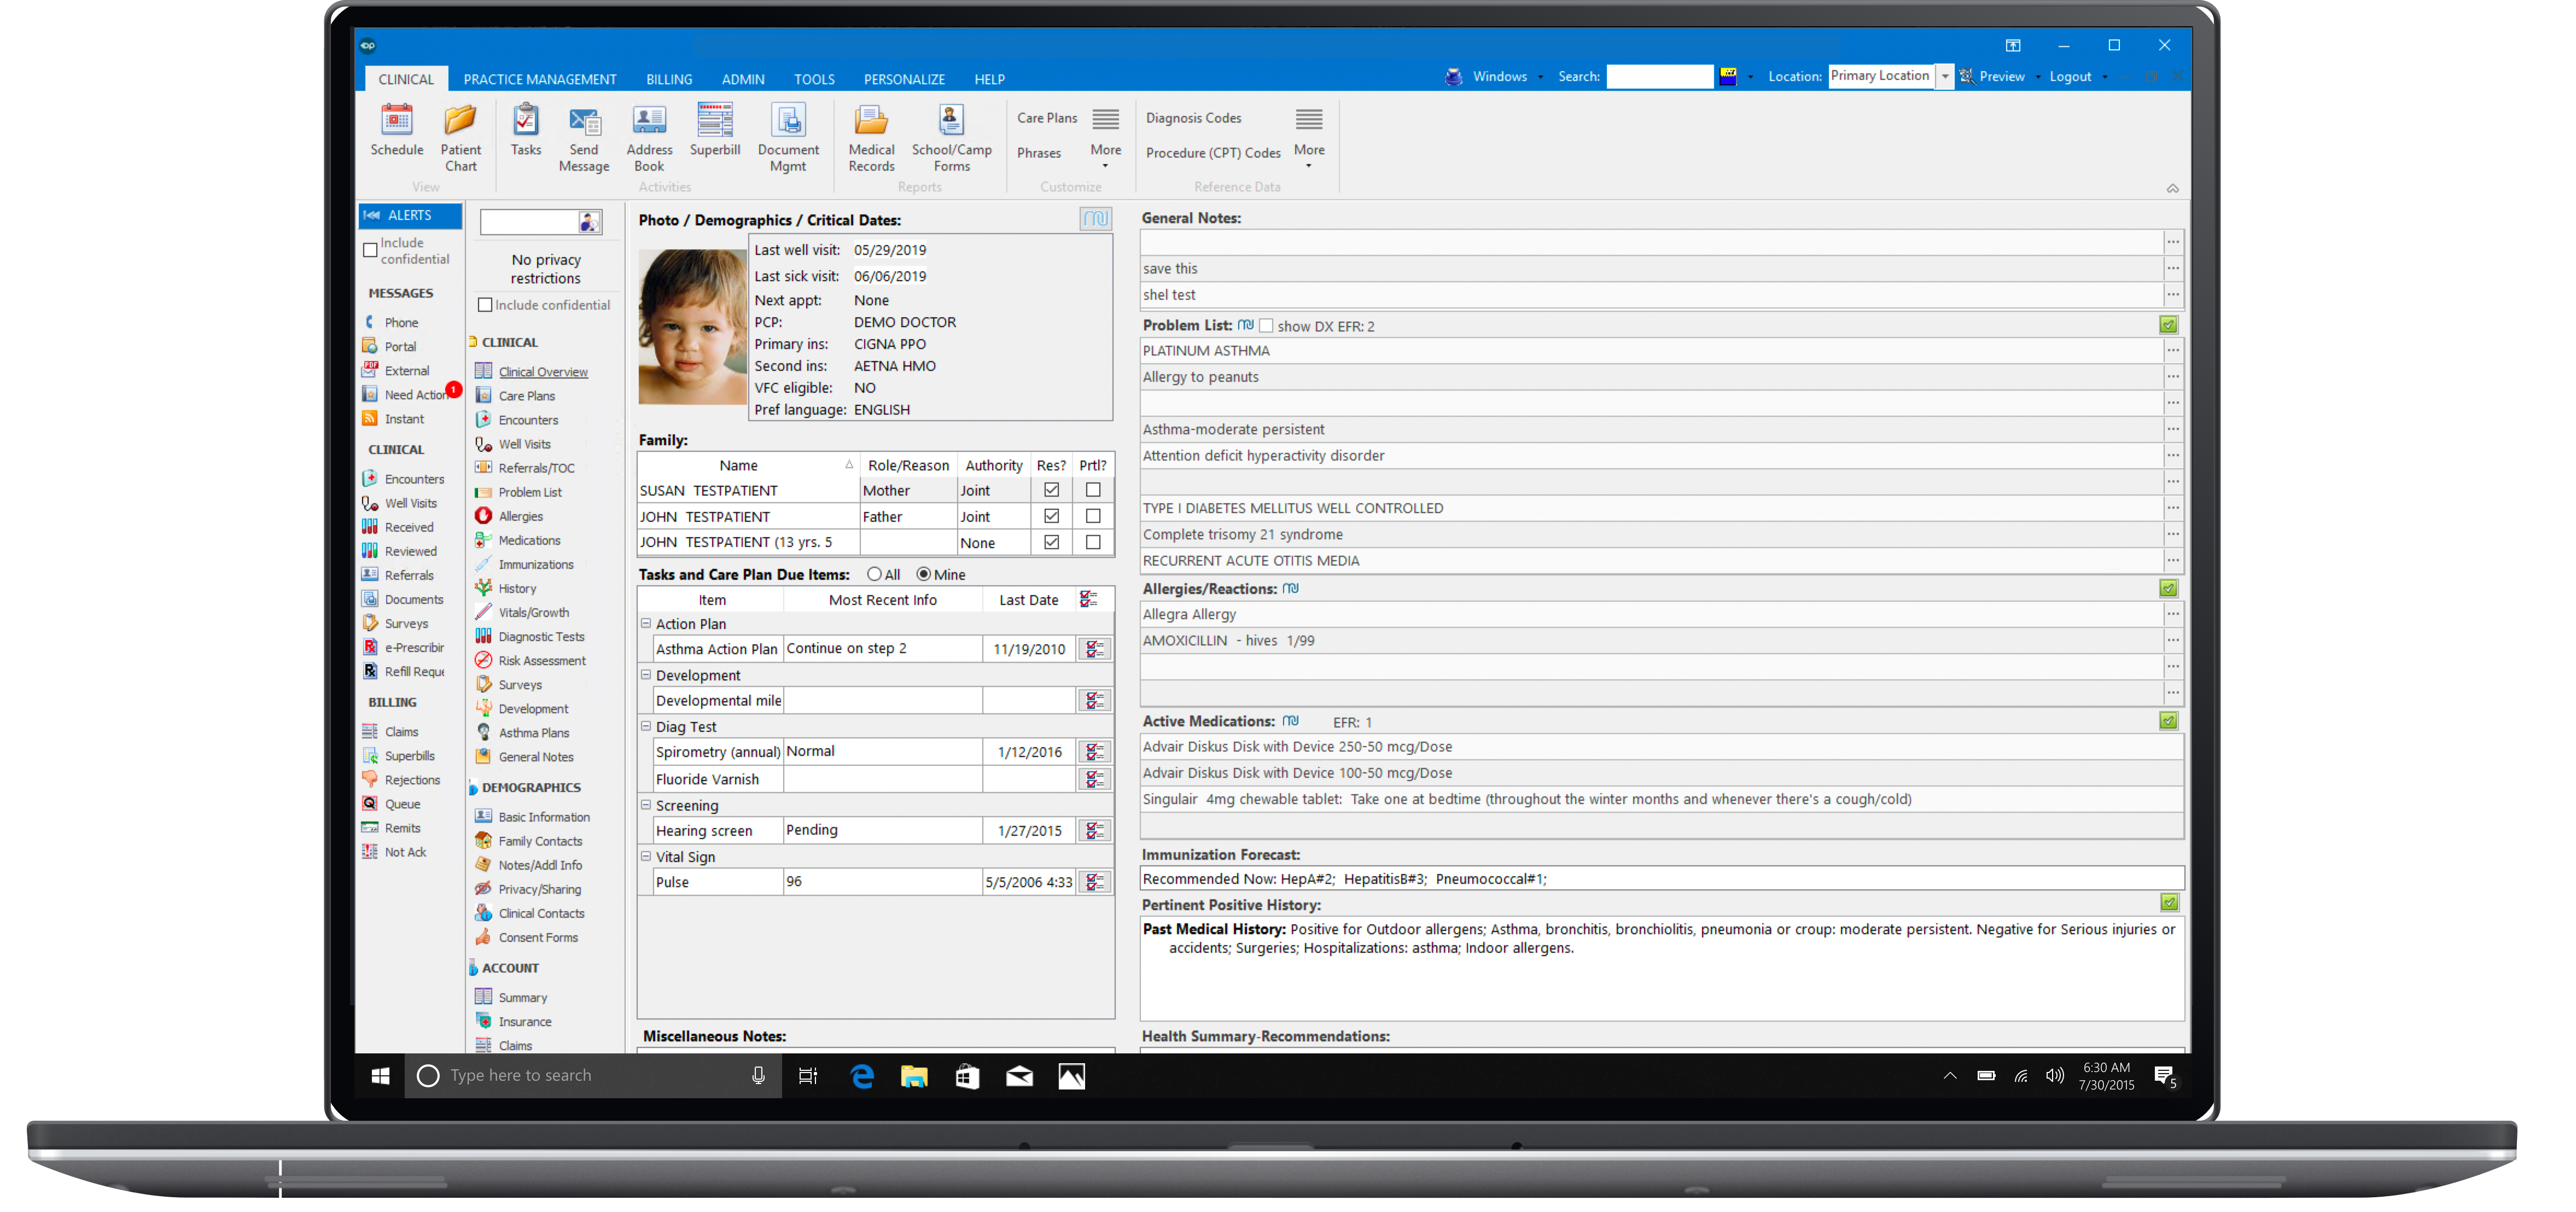 CLINICAL PRACTICE MANAGEMENT BILLING ADMIN TOOLS PERSONALIZE HELP
Windows Search: Location: Primary Location Preview Logout
Schedule
Patient Chart
Tasks
Send Message
Address Book
Superbill
Document Mgmt
Medical Records
School/Camp Forms
Care Plans
Phrases
More
Diagnosis Codes
Procedure (CPT) Codes
More
View
Activities
Reports
Customize
Reference Data
ALERTS
Include
confidential
MESSAGES
Phone
Portal
External
Need Action 1
Instant
CLINICAL
Encounters
Well Visits
Received
Reviewed
Referrals
Documents
Surveys
e-Prescribir
Refill Reque
BILLING
Claims
Superbills
Rejections
Queue
Remits
Not Ack
No privacy
restrictions
Include confidential
CLINICAL
Clinical Overview
Care Plans
Encounters
Well Visits
Referrals/TOC
Problem List
Allergies
Medications
Immunizations
History
Vitals/Growth
Diagnostic Tests
Risk Assessment
Surveys
Development
Asthma Plans
General Notes
DEMOGRAPHICS
Basic Information
Family Contacts
Notes/Addl Info
Privacy/Sharing
Clinical Contacts
Consent Forms
ACCOUNT
Summary
Insurance
Claims
Photo / Demographics / Critical Dates:
Last well visit: 05/29/2019
Last sick visit: 06/06/2019
Next appt: None
PCP: DEMO DOCTOR
Primary ins: CIGNA PPO
Second ins: AETNA HMO
VFC eligible: NO
Pref language: ENGLISH
Family:
Name Role/Reason Authority Res? Prtl?
SUSAN TESTPATIENT Mother Joint
JOHN TESTPATIENT Father Joint
JOHN TESTPATIENT (13 yrs. 5 None
Tasks and Care Plan Due Items: All Mine
Item Most Recent Info Last Date
Action Plan
Asthma Action Plan Continue on step 2 11/19/2010
Development
Developmental mile
Diag Test
Spirometry (annual) Normal 1/12/2016
Fluoride Varnish
Screening
Hearing screen Pending 1/27/2015
Vital Sign
Pulse 96 5/5/2006 4:33
Miscellaneous Notes:
General Notes:
save this
shel test
Problem List: show DX EFR: 2
PLATINUM ASTHMA
Allergy to peanuts
Asthma-moderate persistent
Attention deficit hyperactivity disorder
TYPE I DIABETES MELLITUS WELL CONTROLLED
Complete trisomy 21 syndrome
RECURRENT ACUTE OTITIS MEDIA
Allergies/Reactions:
Allegra Allergy
AMOXICILLIN - hives 1/99
Active Medications: EFR: 1
Advair Diskus Disk with Device 250-50 mcg/Dose
Advair Diskus Disk with Device 100-50 mcg/Dose
Singulair 4mg chewable tablet: Take one at bedtime (throughout the winter months and whenever there's a cough/cold)
Immunization Forecast:
Recommended Now: HepA#2; HepatitisB#3; Pneumococcal#1;
Pertinent Positive History:
Past Medical History: Positive for Outdoor allergens; Asthma, bronchitis, bronchiolitis, pneumonia or croup: moderate persistent. Negative for Serious injuries or
accidents; Surgeries; Hospitalizations: asthma; Indoor allergens.
Health Summary-Recommendations:
Type here to search
6:30 AM
7/30/2015
5